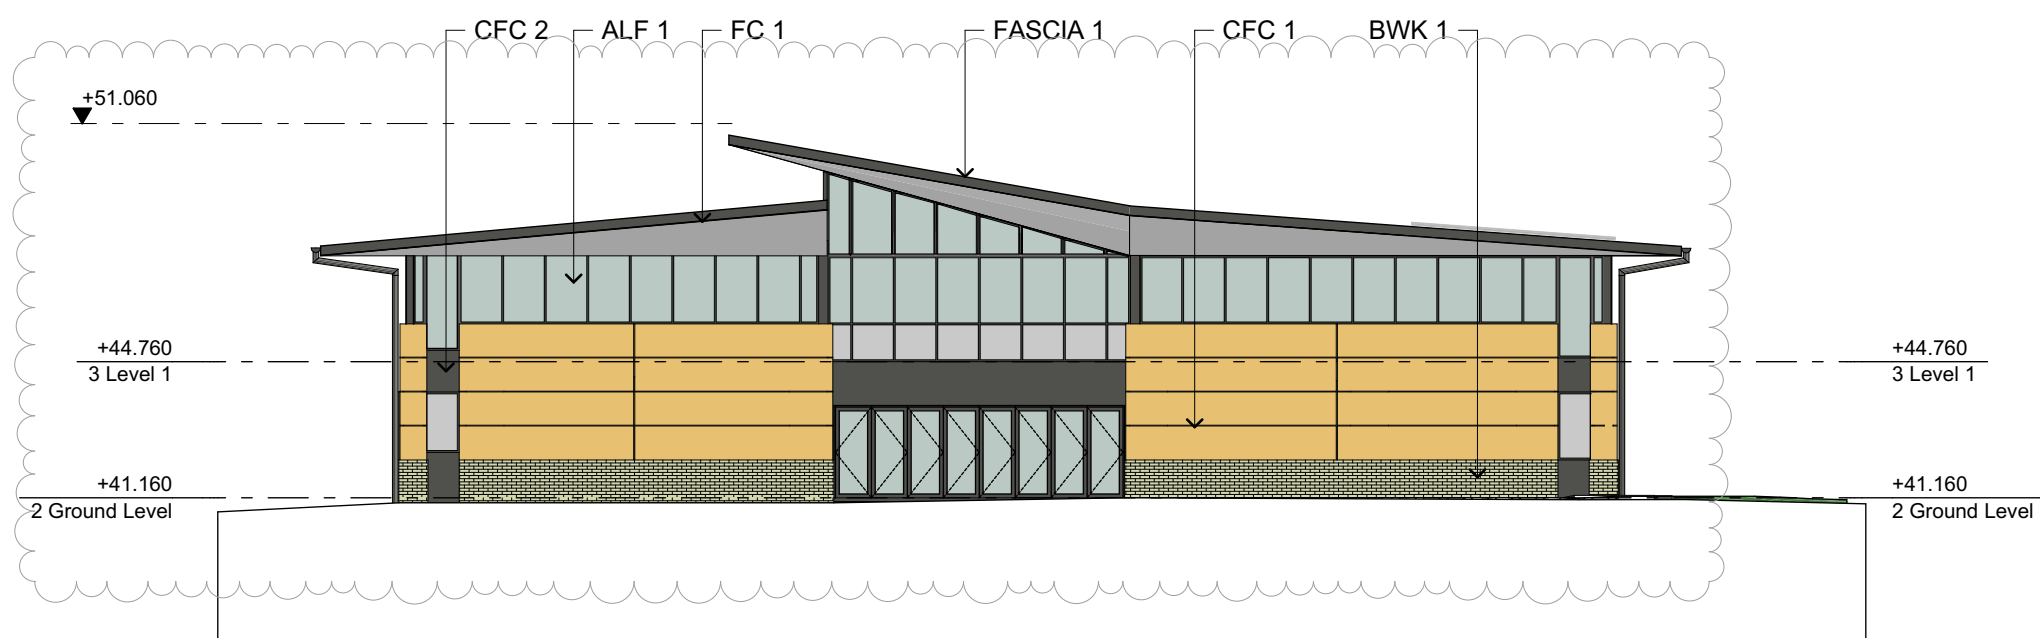 CFC 2
ALF 1
FC 1
FASCIA 1
CFC 1
BWK 1
+51.060
+44.760
3 Level 1
+44.760
3 Level 1
+41.160
2 Ground Level
+41.160
2 Ground Level